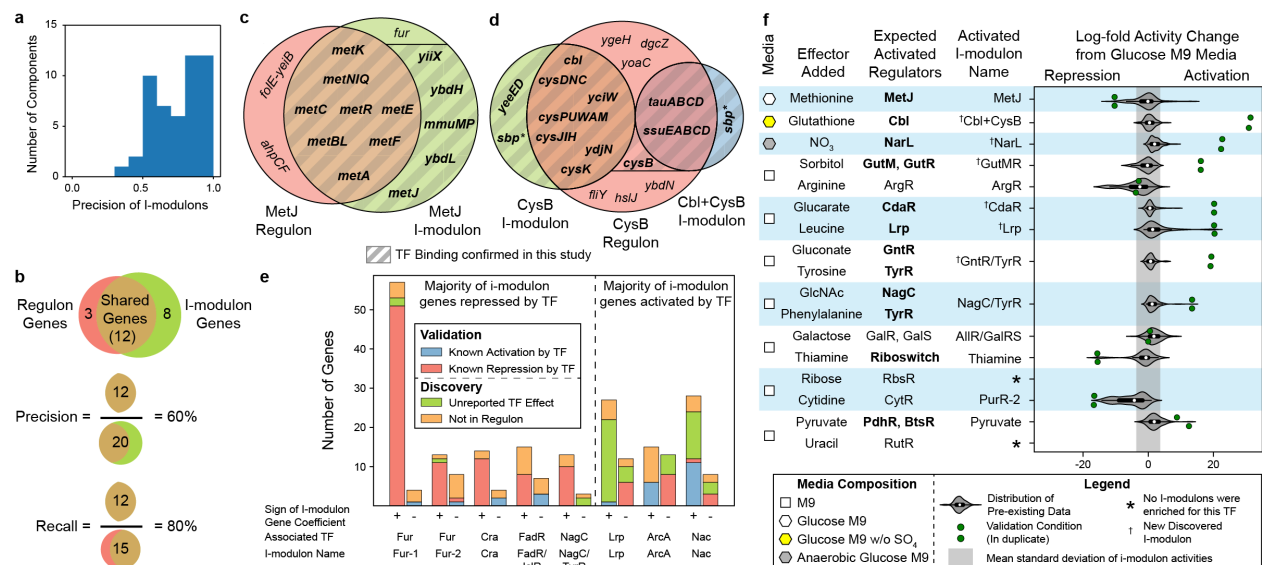 a
15
10
5
0
Number of Components
0.0
0.5
1.0
Precision of I-modulons
b
Regulon
Genes
3
Shared
Genes
(12)
8
I-modulon
Genes
12
Precision =
= 60%
20
12
Recall =
= 80%
15
c
folE-yeiB
ahpCF
metK
metNIQ
metC
metR
metE
metBL
metF
metA
fur
yiiX
ybdH
mmuMP
ybdL
metJ
MetJ
Regulon
MetJ
I-modulon
TF Binding confirmed in this study
d
yeeED
sbp*
cbl
cysDNC
yciW
cysPUWAM
cysJIH
ydjN
cysK
ygeH
dgcZ
yoaC
tauABCD
ssuEABCD
sbp*
cysB
ybdN
fliY
hslJ
CysB
I-modulon
CysB
Regulon
Cbl+CysB
I-modulon
e
Number of Genes
50
40
30
20
10
Majority of i-modulon
genes repressed by TF
Majority of i-modulon
genes activated by TF
Validation
Known Activation by TF
Known Repression by TF
Discovery
Unreported TF Effect
Not in Regulon
Sign of I-modulon
Gene Coefficient
+ - + - + - + - + - + - + - + -
Associated TF
Fur Fur Cra FadR NagC Lrp ArcA Nac
I-modulon Name
Fur-1 Fur-2 Cra FadR/ NagC/ Lrp ArcA Nac
f
Media
Effector
Added
Expected
Activated
Regulators
Activated
I-modulon
Name
Log-fold Activity Change
from Glucose M9 Media
Repression
Activation
Methionine MetJ MetJ
Glutathione Cbl †Cbl+CysB
NO3 NarL †NarL
Sorbitol GutM, GutR †GutMR
Arginine ArgR ArgR
Glucarate CdaR †CdaR
Leucine Lrp †Lrp
Gluconate GntR
†GntR/TyrR
Tyrosine TyrR
GlcNAc NagC
NagC/TyrR
Phenylalanine TyrR
Galactose GalR, GalS AllR/GalRS
Thiamine Riboswitch Thiamine
Ribose RbsR *
Cytidine CytR PurR-2
Pyruvate PdhR, BtsR Pyruvate
Uracil RutR *
-20
0
20
Media Composition
M9
Glucose M9
Glucose M9 w/o SO4
Anaerobic Glucose M9
Legend
Distribution of
Pre-existing Data
Validation Condition
(In duplicate)
* No I-modulons were
enriched for this TF
† New Discovered
I-modulon
Mean standard deviation of i-modulon activities